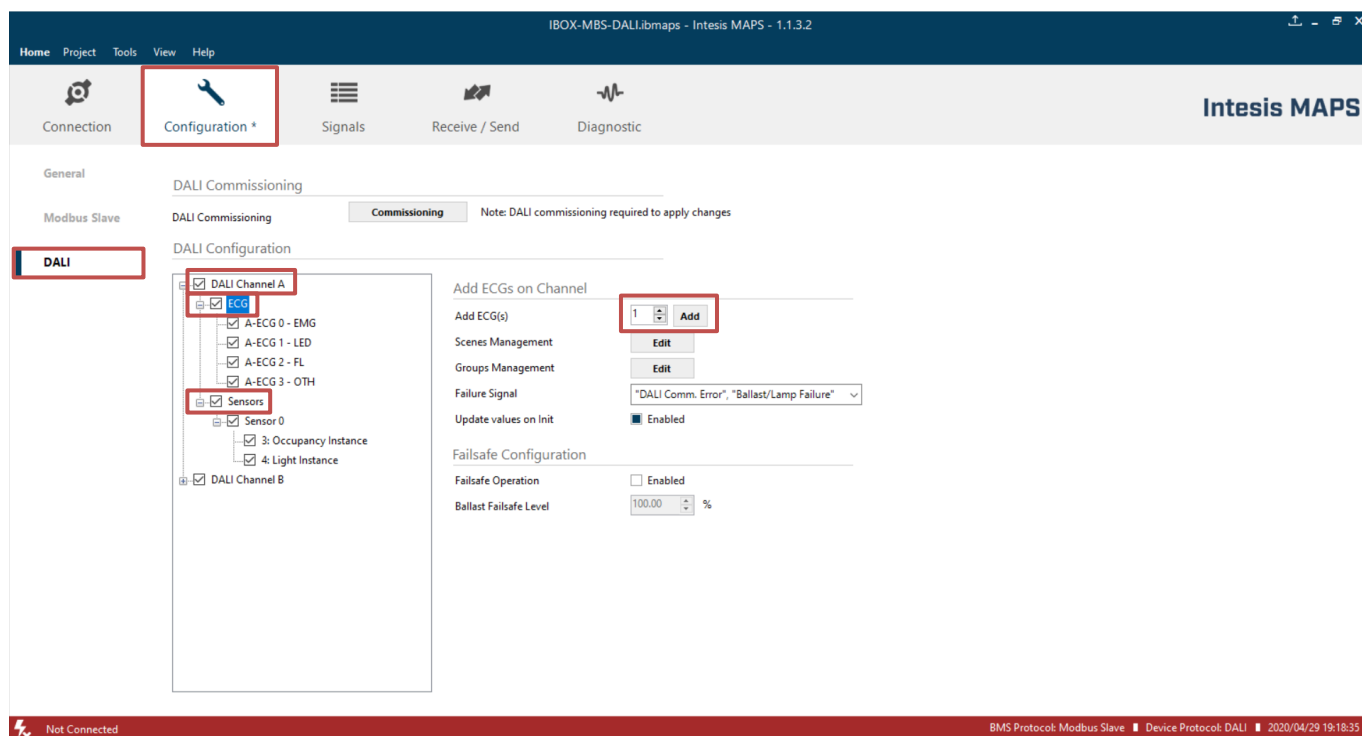 IBOX-MBS-DALI.ibmaps - Intesis MAPS - 1.1.3.2
Home Project Tools View Help
Connection Configuration * Signals Receive / Send Diagnostic
Intesis MAPS
General
Modbus Slave
DALI
DALI Commissioning
DALI Commissioning Commissioning Note: DALI commissioning required to apply changes
DALI Configuration
DALI Channel A
ECG
A-ECG 0 - EMG
A-ECG 1 - LED
A-ECG 2 - FL
A-ECG 3 - OTH
Sensors
Sensor 0
3: Occupancy Instance
4: Light Instance
DALI Channel B
Add ECGs on Channel
Add ECG(s) 1 Add
Scenes Management Edit
Groups Management Edit
Failure Signal "DALI Comm. Error", "Ballast/Lamp Failure"
Update values on Init Enabled
Failsafe Configuration
Failsafe Operation Enabled
Ballast Failsafe Level 100.00 %
Not Connected
BMS Protocol: Modbus Slave Device Protocol: DALI 2020/04/29 19:18:35